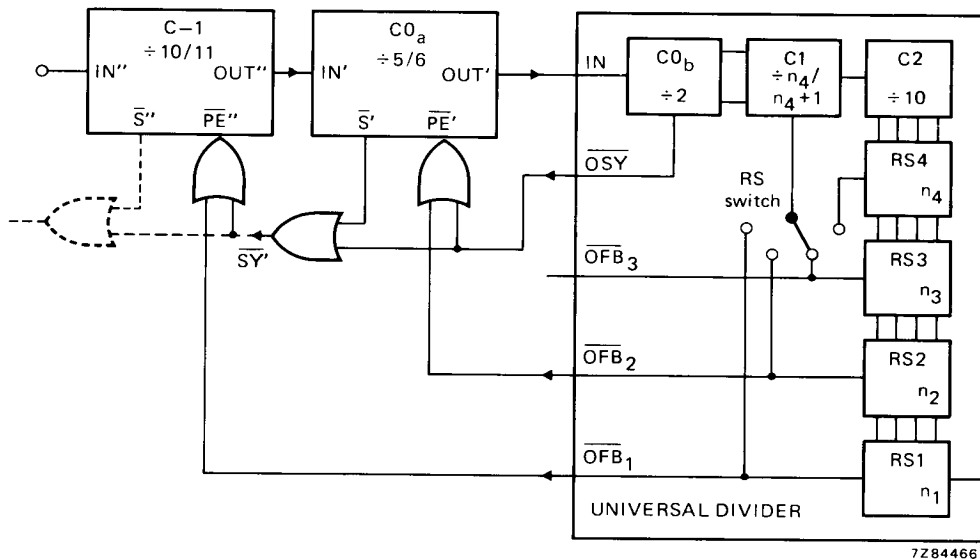 C-1
÷10/11
IN"
OUT"
S̅"
P̅E̅"
C0a
÷5/6
IN'
OUT'
S̅'
P̅E̅'
S̅Y̅'
IN
C0b
÷2
C1
÷n4/
n4+1
C2
÷10
O̅S̅Y̅
RS
switch
RS4
n4
O̅F̅B̅3
RS3
n3
O̅F̅B̅2
RS2
n2
O̅F̅B̅1
RS1
n1
UNIVERSAL DIVIDER
7Z84466